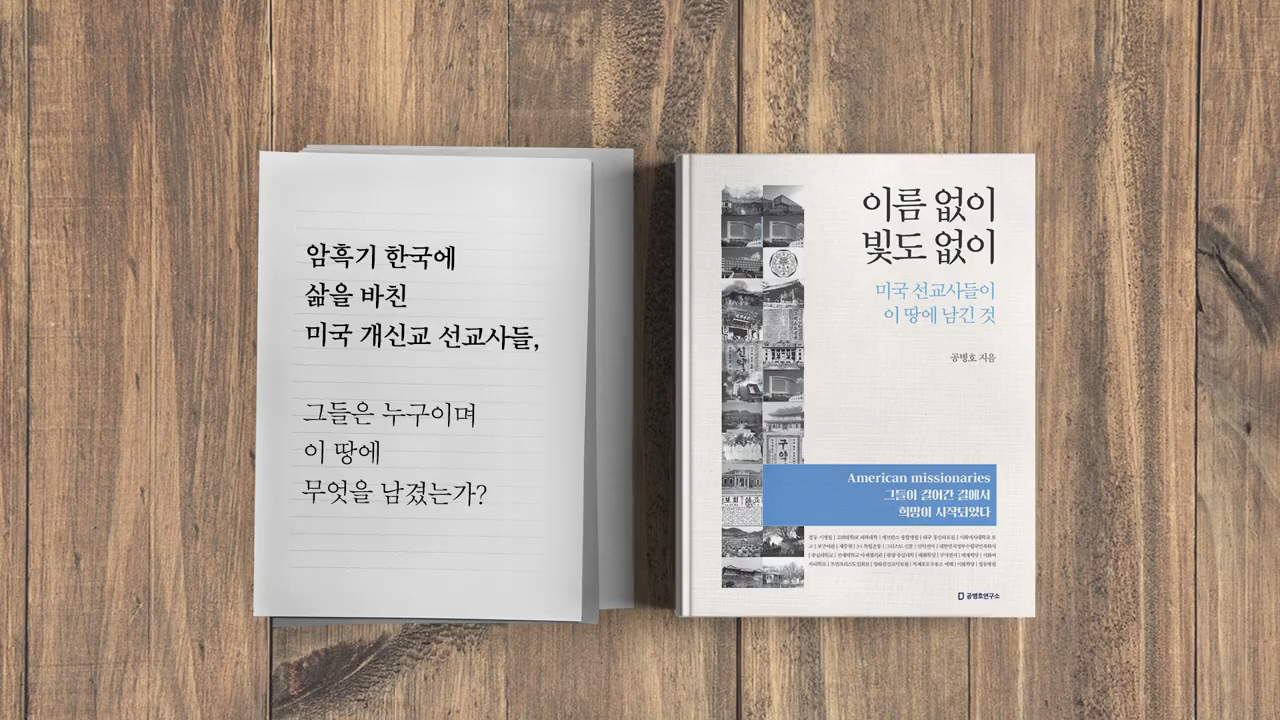 암흑기 한국에
삶을 바친
미국 개신교 선교사들,
그들은 누구이며
이 땅에
무엇을 남겼는가?
이름 없이
빛도 없이
미국 선교사들이
이 땅에 남긴 것
공병호 지음
신약
구약
American missionaries
그들이 걸어간 길에서
희망이 시작되었다
공병호연구소